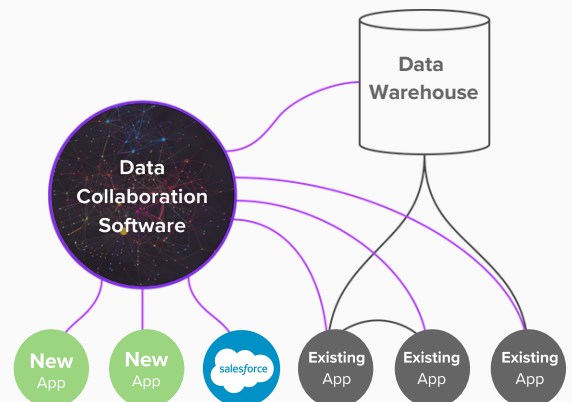 Data
Warehouse
Data
Collaboration
Software
New
App
New
App
salesforce
Existing
App
Existing
App
Existing
App